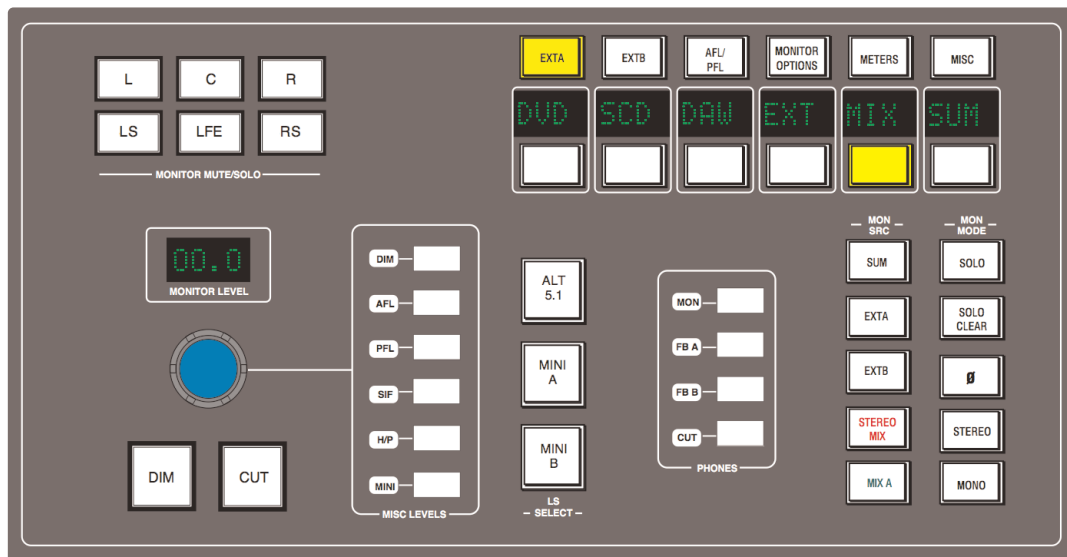 EXTA
EXTB
AFL/
PFL
MONITOR
OPTIONS
METERS
MISC
L
C
R
DVD
SCD
DAW
EXT
MIX
SUM
LS
LFE
RS
MONITOR MUTE/SOLO
MON
SRC
MON
MODE
00.0
MONITOR LEVEL
DIM
AFL
PFL
SIF
H/P
MINI
MISC LEVELS
ALT
5.1
MINI
A
MINI
B
LS
SELECT
MON
FB A
FB B
CUT
PHONES
SUM
EXTA
EXTB
STEREO
MIX
MIX A
SOLO
SOLO
CLEAR
Ø
STEREO
MONO
DIM
CUT